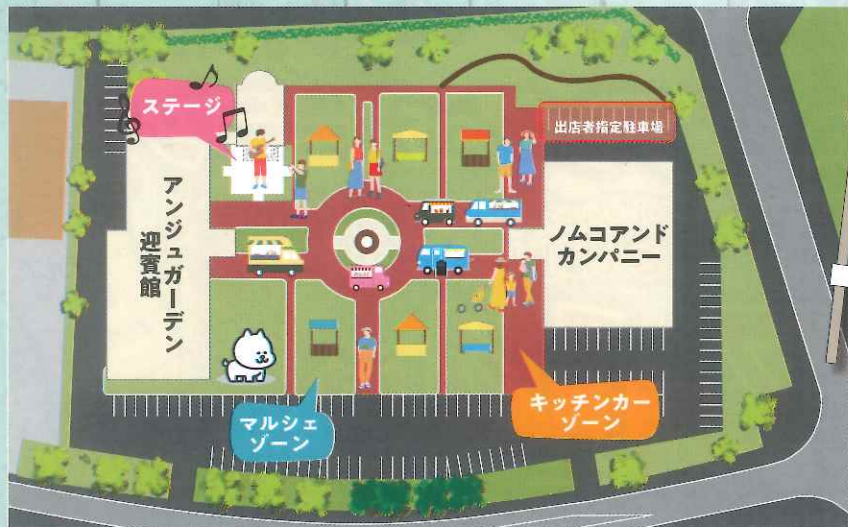 ステージ
出店者指定駐車場
アンジュガーデン
迎賓館
ノムコアンド
カンパニー
マルシェ
ゾーン
キッチンカー
ゾーン